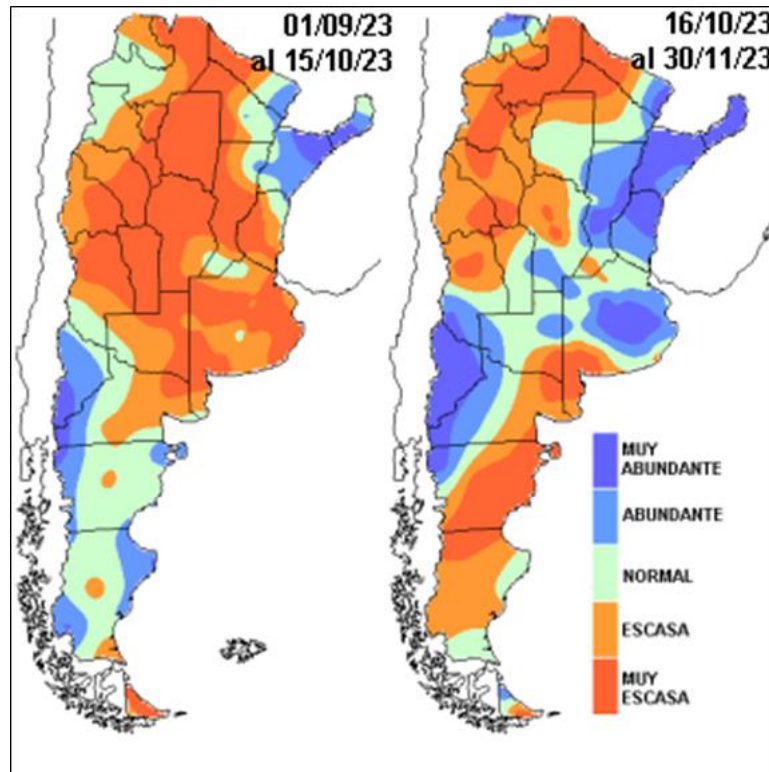 01/09/23
al 15/10/23
16/10/23
al 30/11/23
MUY
ABUNDANTE
ABUNDANTE
NORMAL
ESCASA
MUY
ESCASA